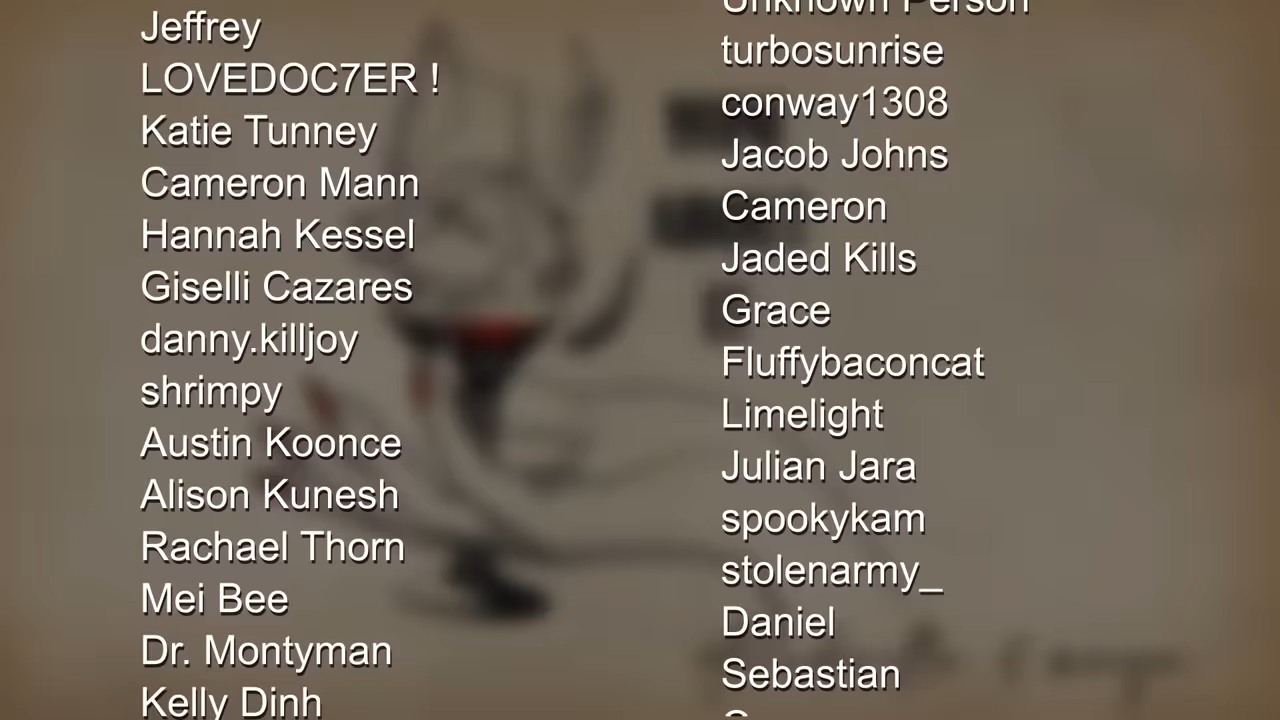 Jeffrey
LOVEDOC7ER !
Katie Tunney
Cameron Mann
Hannah Kessel
Giselli Cazares
danny.killjoy
shrimpy
Austin Koonce
Alison Kunesh
Rachael Thorn
Mei Bee
Dr. Montyman
Kelly Dinh
Unknown Person
turbosunrise
conway1308
Jacob Johns
Cameron
Jaded Kills
Grace
Fluffybaconcat
Limelight
Julian Jara
spookykam
stolenarmy_
Daniel
Sebastian